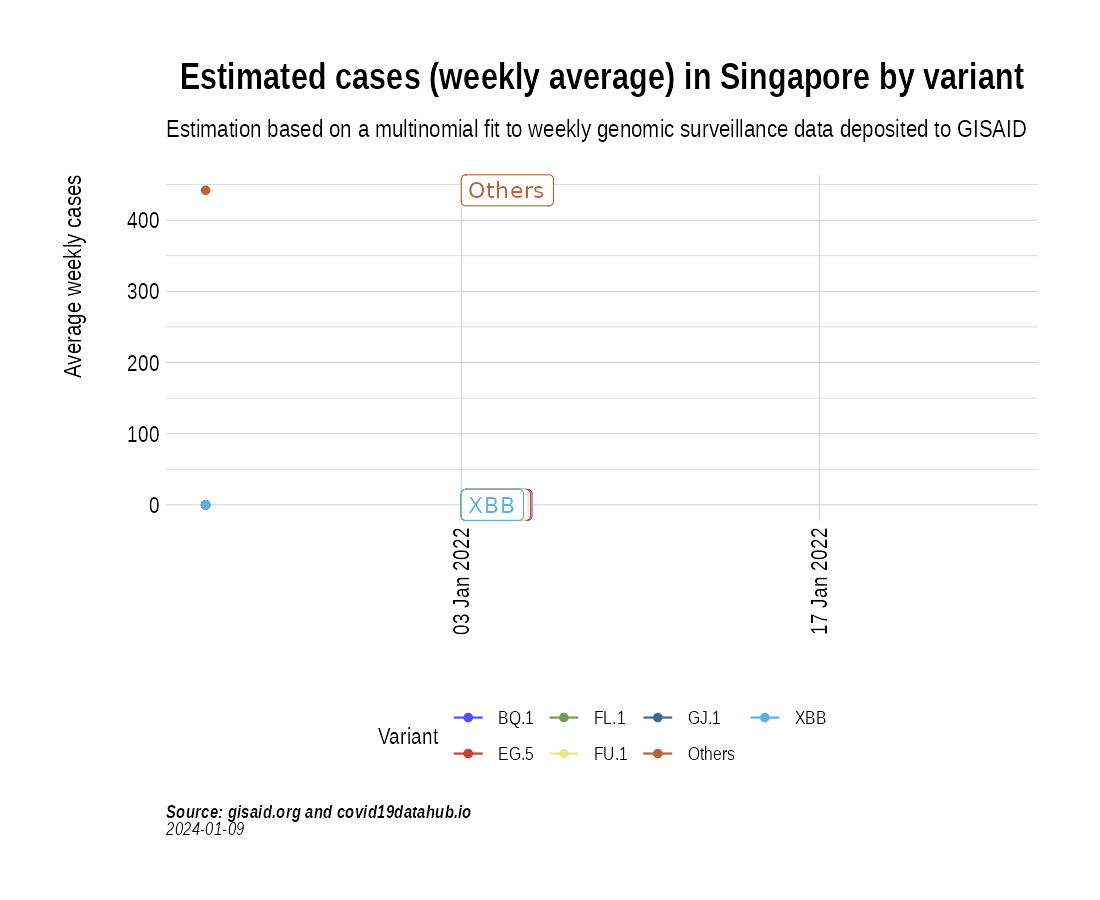 Estimated cases (weekly average) in Singapore by variant
Estimation based on a multinomial fit to weekly genomic surveillance data deposited to GISAID
Average weekly cases
400
300
200
100
0
Others
XBB
03 Jan 2022
17 Jan 2022
Variant
BQ.1
FL.1
GJ.1
XBB
EG.5
FU.1
Others
Source: gisaid.org and covid19datahub.io
2024-01-09